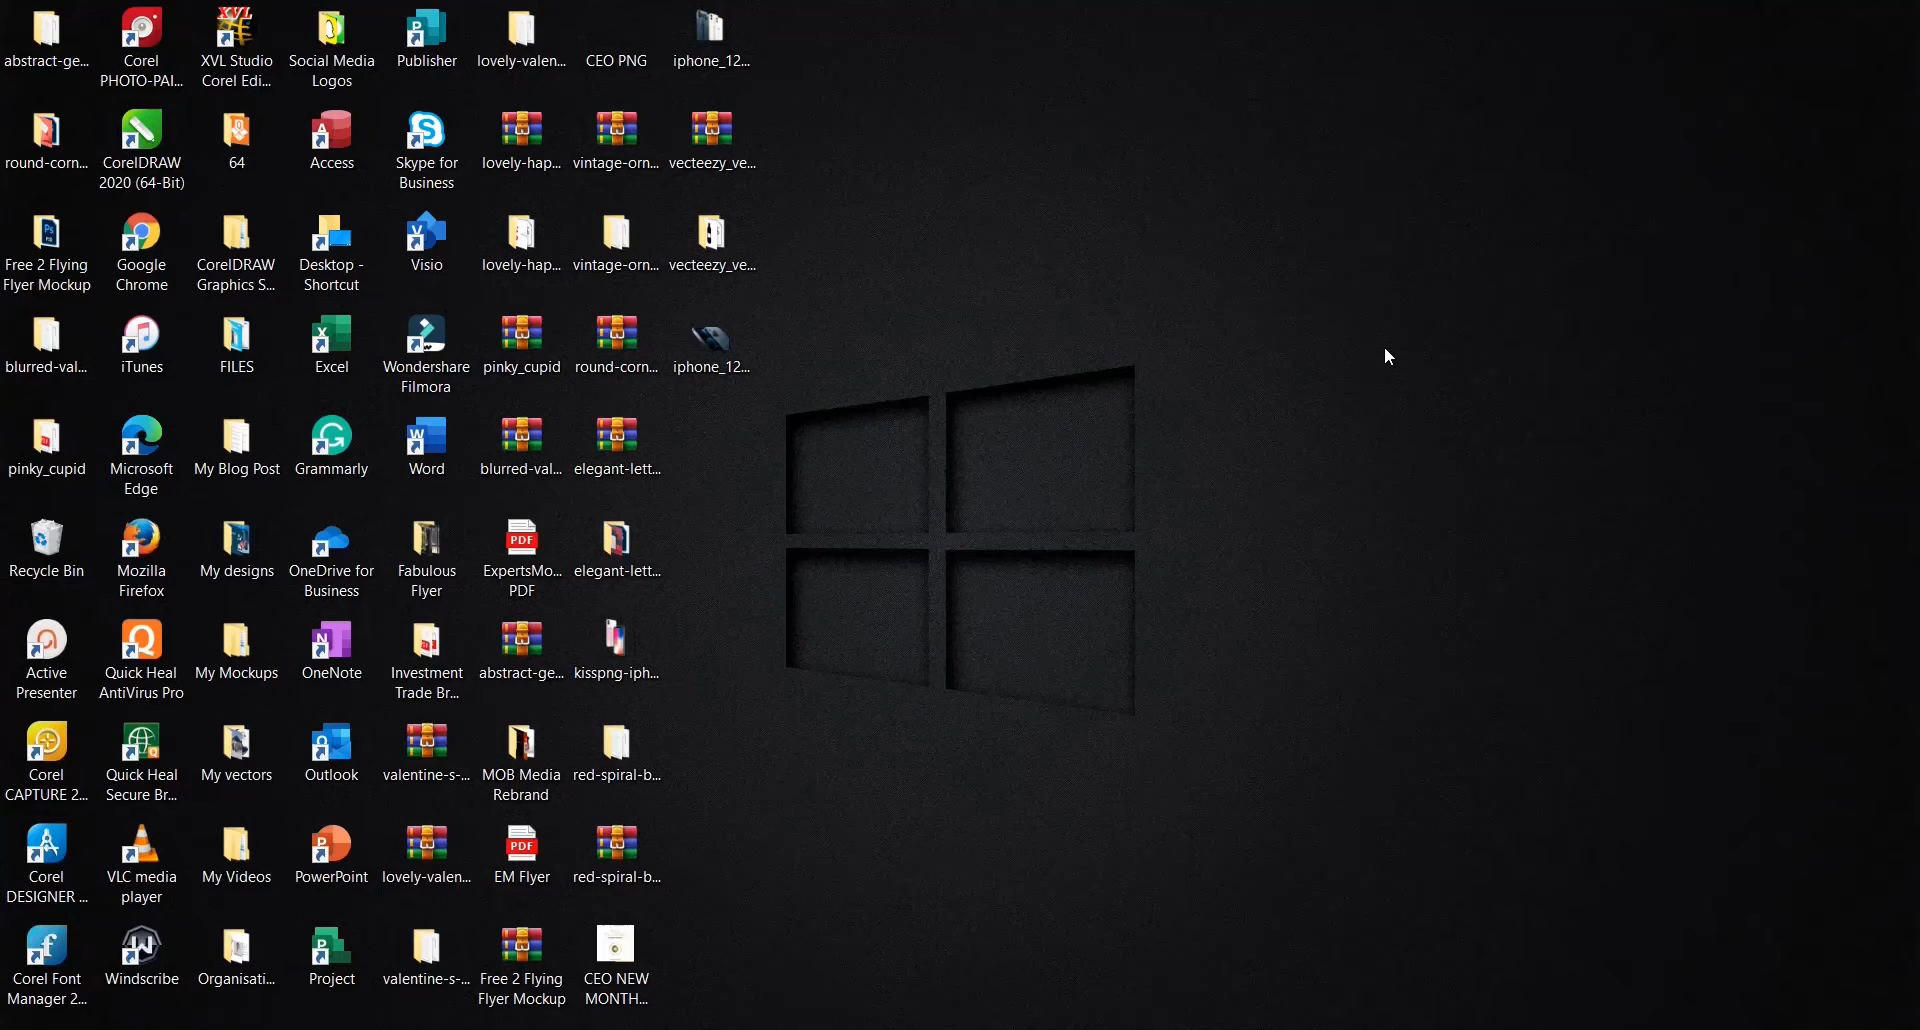 abstract-ge...
Corel
PHOTO-PAI...
XVL Studio
Corel Edi...
Social Media
Logos
Publisher
lovely-valen...
CEO PNG
iphone_12...
round-corn...
CorelDRAW
2020 (64-Bit)
64
Access
Skype for
Business
lovely-hap...
vintage-orn...
vecteezy_ve...
Free 2 Flying
Flyer Mockup
Google
Chrome
CorelDRAW
Graphics S...
Desktop -
Shortcut
Visio
lovely-hap...
vintage-orn...
vecteezy_ve...
blurred-val...
iTunes
FILES
Excel
Wondershare
Filmora
pinky_cupid
round-corn...
iphone_12...
pinky_cupid
Microsoft
Edge
My Blog Post
Grammarly
Word
blurred-val...
elegant-lett...
Recycle Bin
Mozilla
Firefox
My designs
OneDrive for
Business
Fabulous
Flyer
ExpertsMo...
PDF
elegant-lett...
Active
Presenter
Quick Heal
AntiVirus Pro
My Mockups
OneNote
Investment
Trade Br...
abstract-ge...
kisspng-iph...
Corel
CAPTURE 2...
Quick Heal
Secure Br...
My vectors
Outlook
valentine-s-...
MOB Media
Rebrand
red-spiral-b...
Corel
DESIGNER ...
VLC media
player
My Videos
PowerPoint
lovely-valen...
EM Flyer
red-spiral-b...
Corel Font
Manager 2...
Windscribe
Organisati...
Project
valentine-s-...
Free 2 Flying
Flyer Mockup
CEO NEW
MONTH...